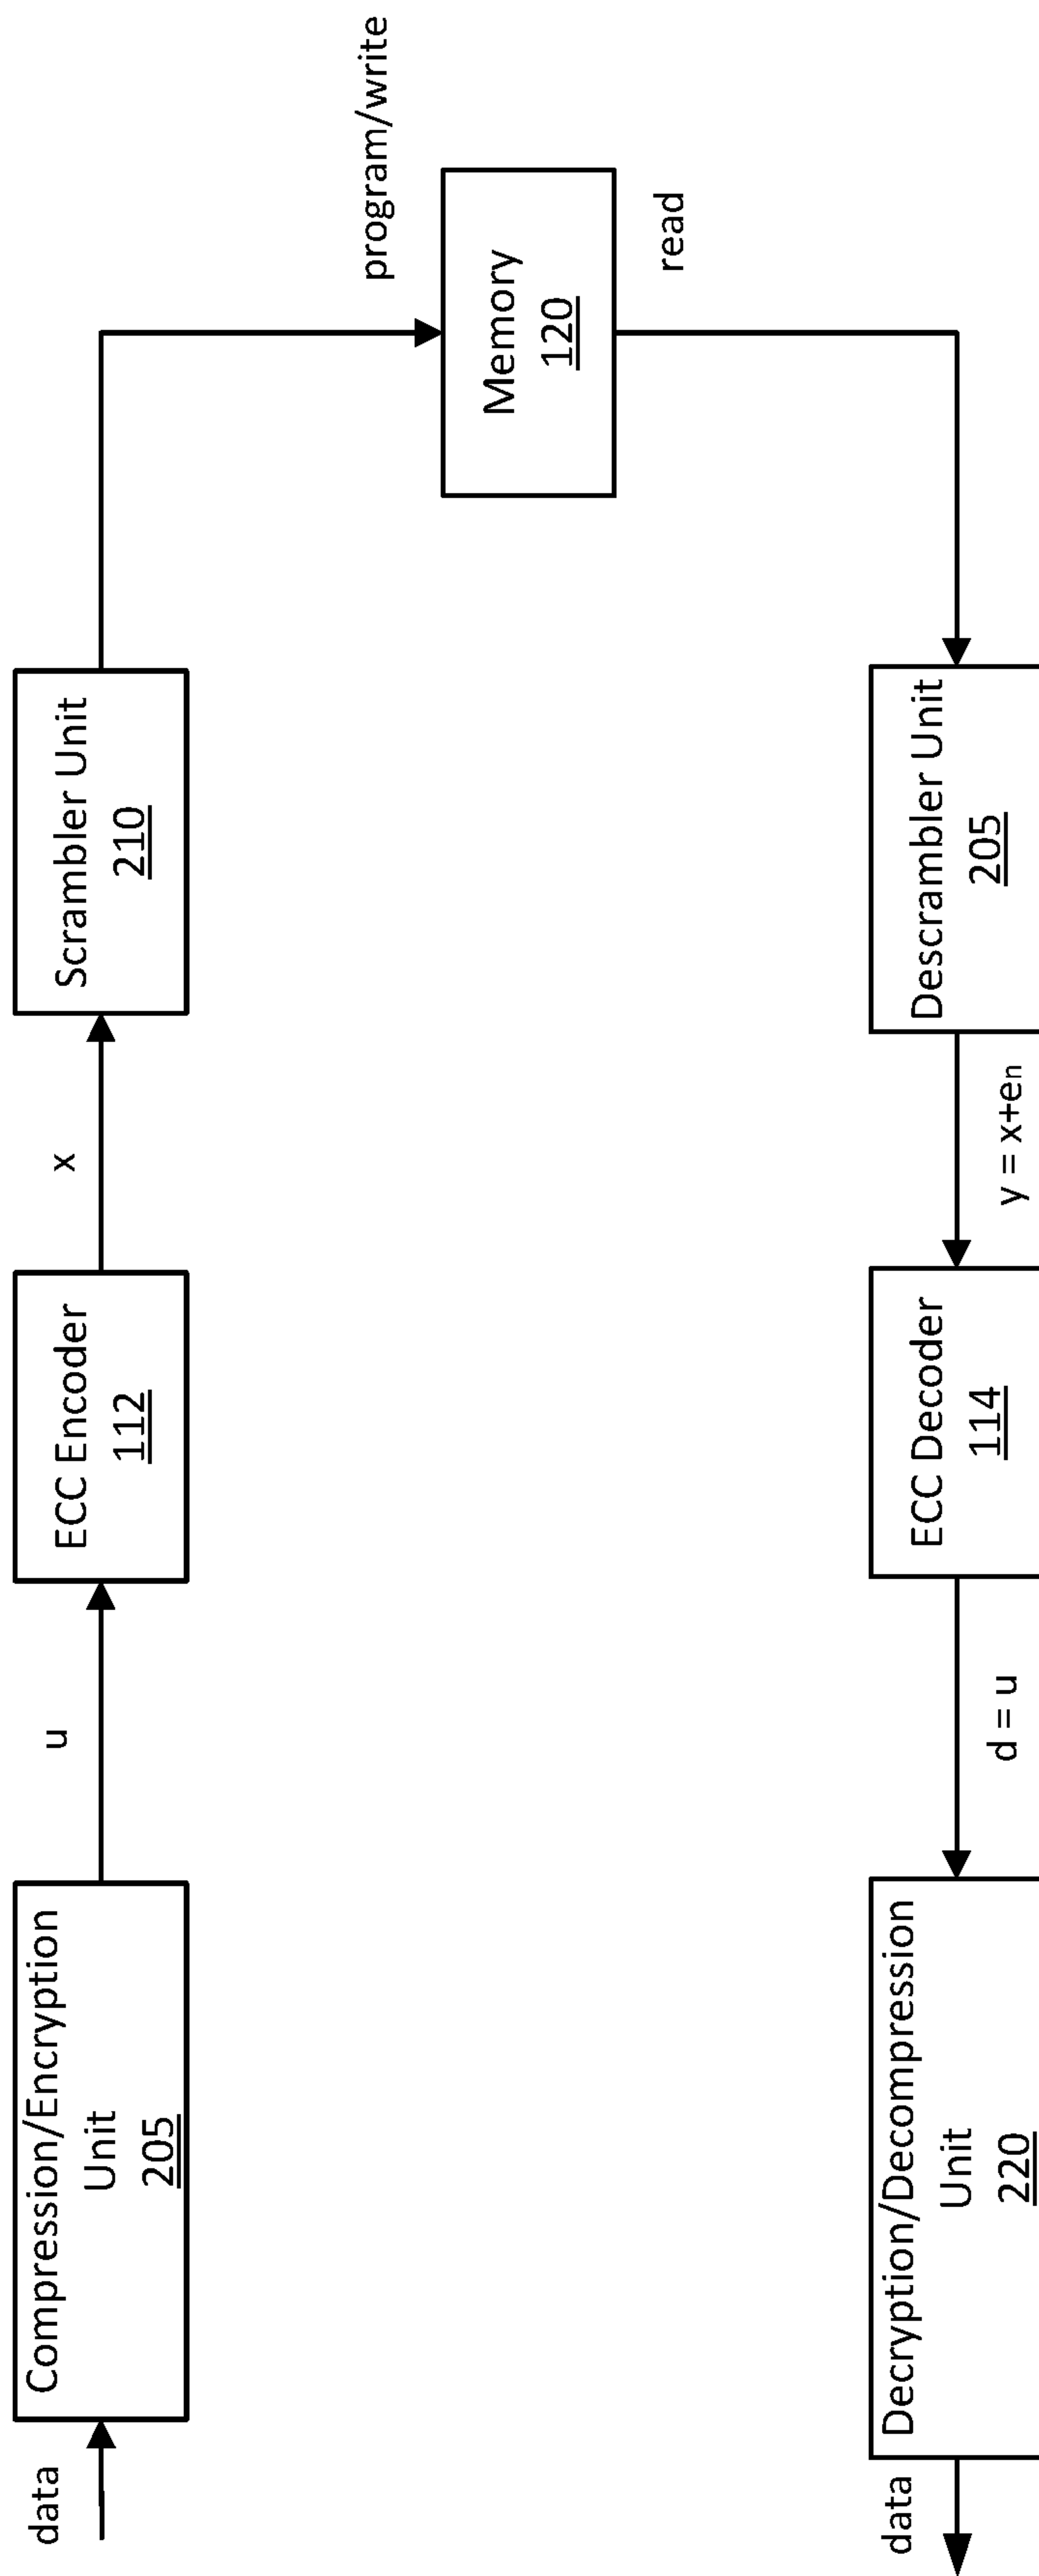 data
Compression/Encryption
Unit
205
u
ECC Encoder
112
x
Scrambler Unit
210
program/write
Memory
120
read
Descrambler Unit
205
y = x+en
ECC Decoder
114
d = u
Decryption/Decompression
Unit
220
data